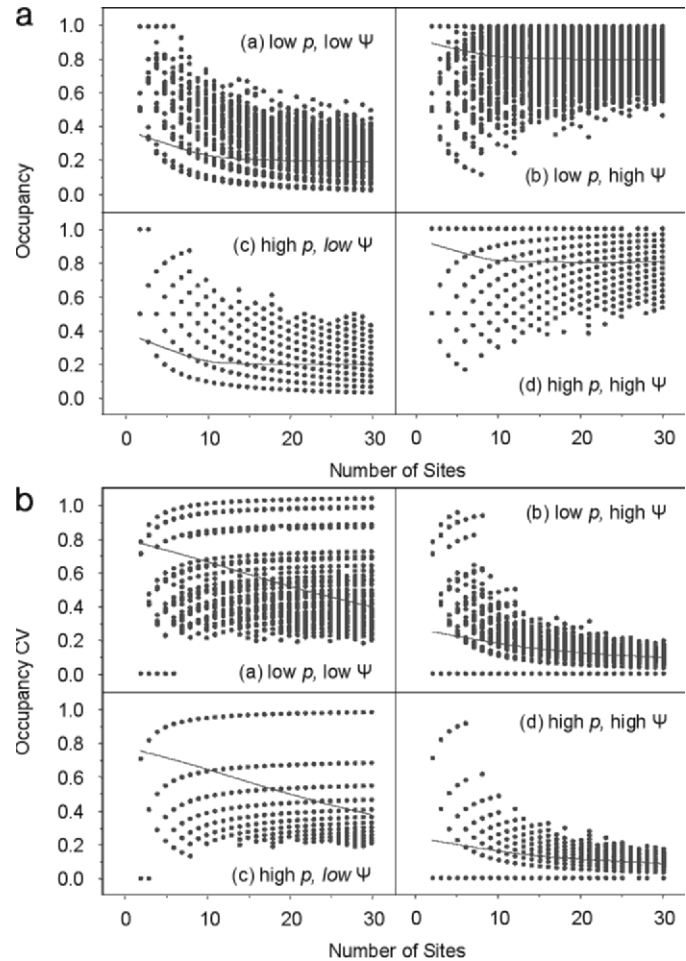 a
(a) low p, low Ψ
(b) low p, high Ψ
(c) high p, low Ψ
(d) high p, high Ψ
Occupancy
1.0
0.8
0.6
0.4
0.2
0.0
1.0
0.8
0.6
0.4
0.2
0.0
0 10 20 30 0 10 20 30
Number of Sites
b
(b) low p, high Ψ
(a) low p, low Ψ
(d) high p, high Ψ
(c) high p, low Ψ
Occupancy CV
1.0
0.8
0.6
0.4
0.2
0.0
1.0
0.8
0.6
0.4
0.2
0.0
0 10 20 30 0 10 20 30
Number of Sites